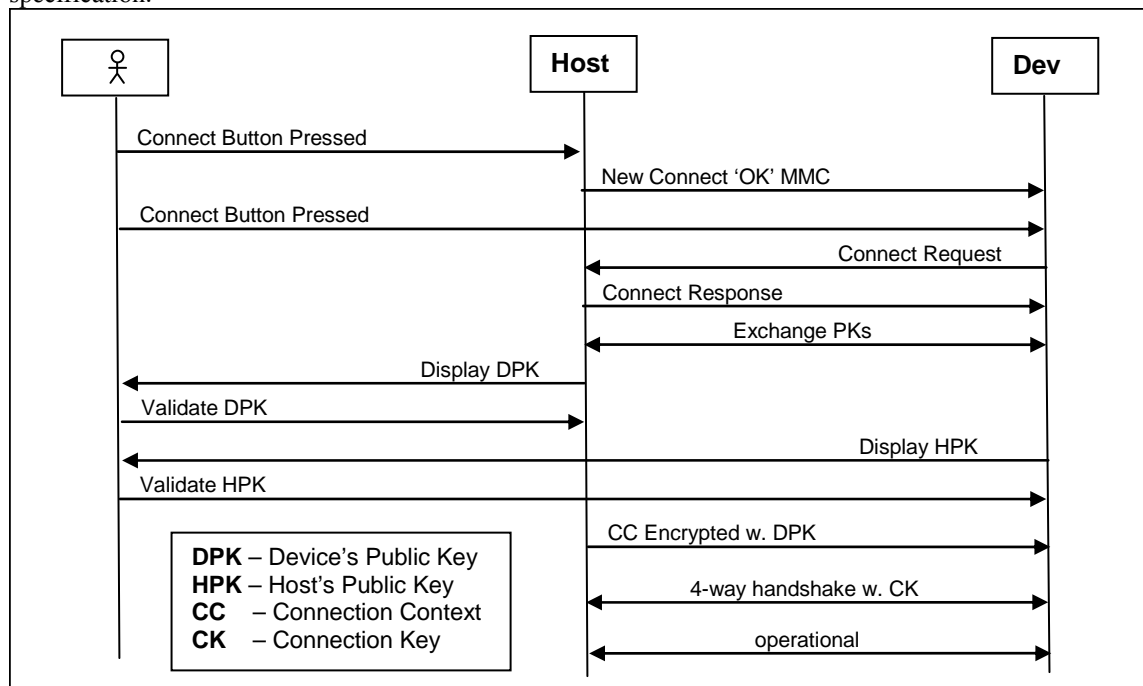 specification.
Host
Dev
Connect Button Pressed
New Connect ‘OK’ MMC
Connect Button Pressed
Connect Request
Connect Response
Exchange PKs
Display DPK
Validate DPK
Display HPK
Validate HPK
CC Encrypted w. DPK
4-way handshake w. CK
operational
DPK – Device's Public Key
HPK – Host's Public Key
CC – Connection Context
CK – Connection Key